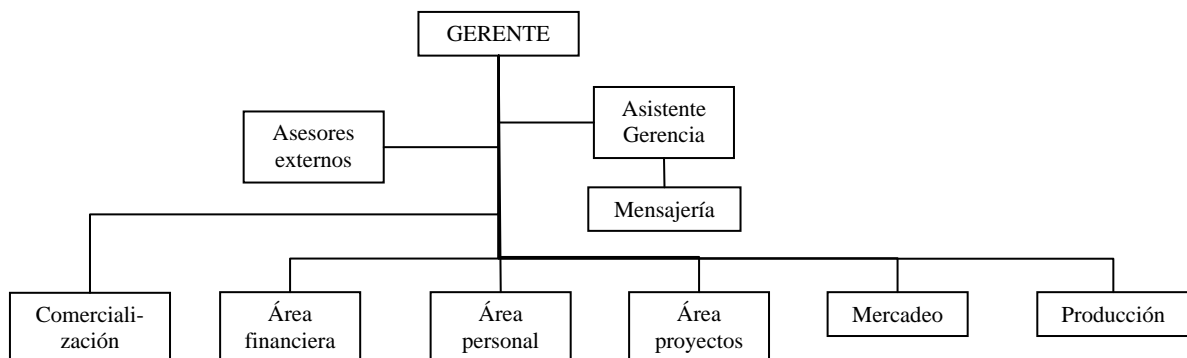 GERENTE
Asistente
Gerencia
Asesores
externos
Mensajería
Comerciali-
zación
Área
financiera
Área
personal
Área
proyectos
Mercadeo
Producción